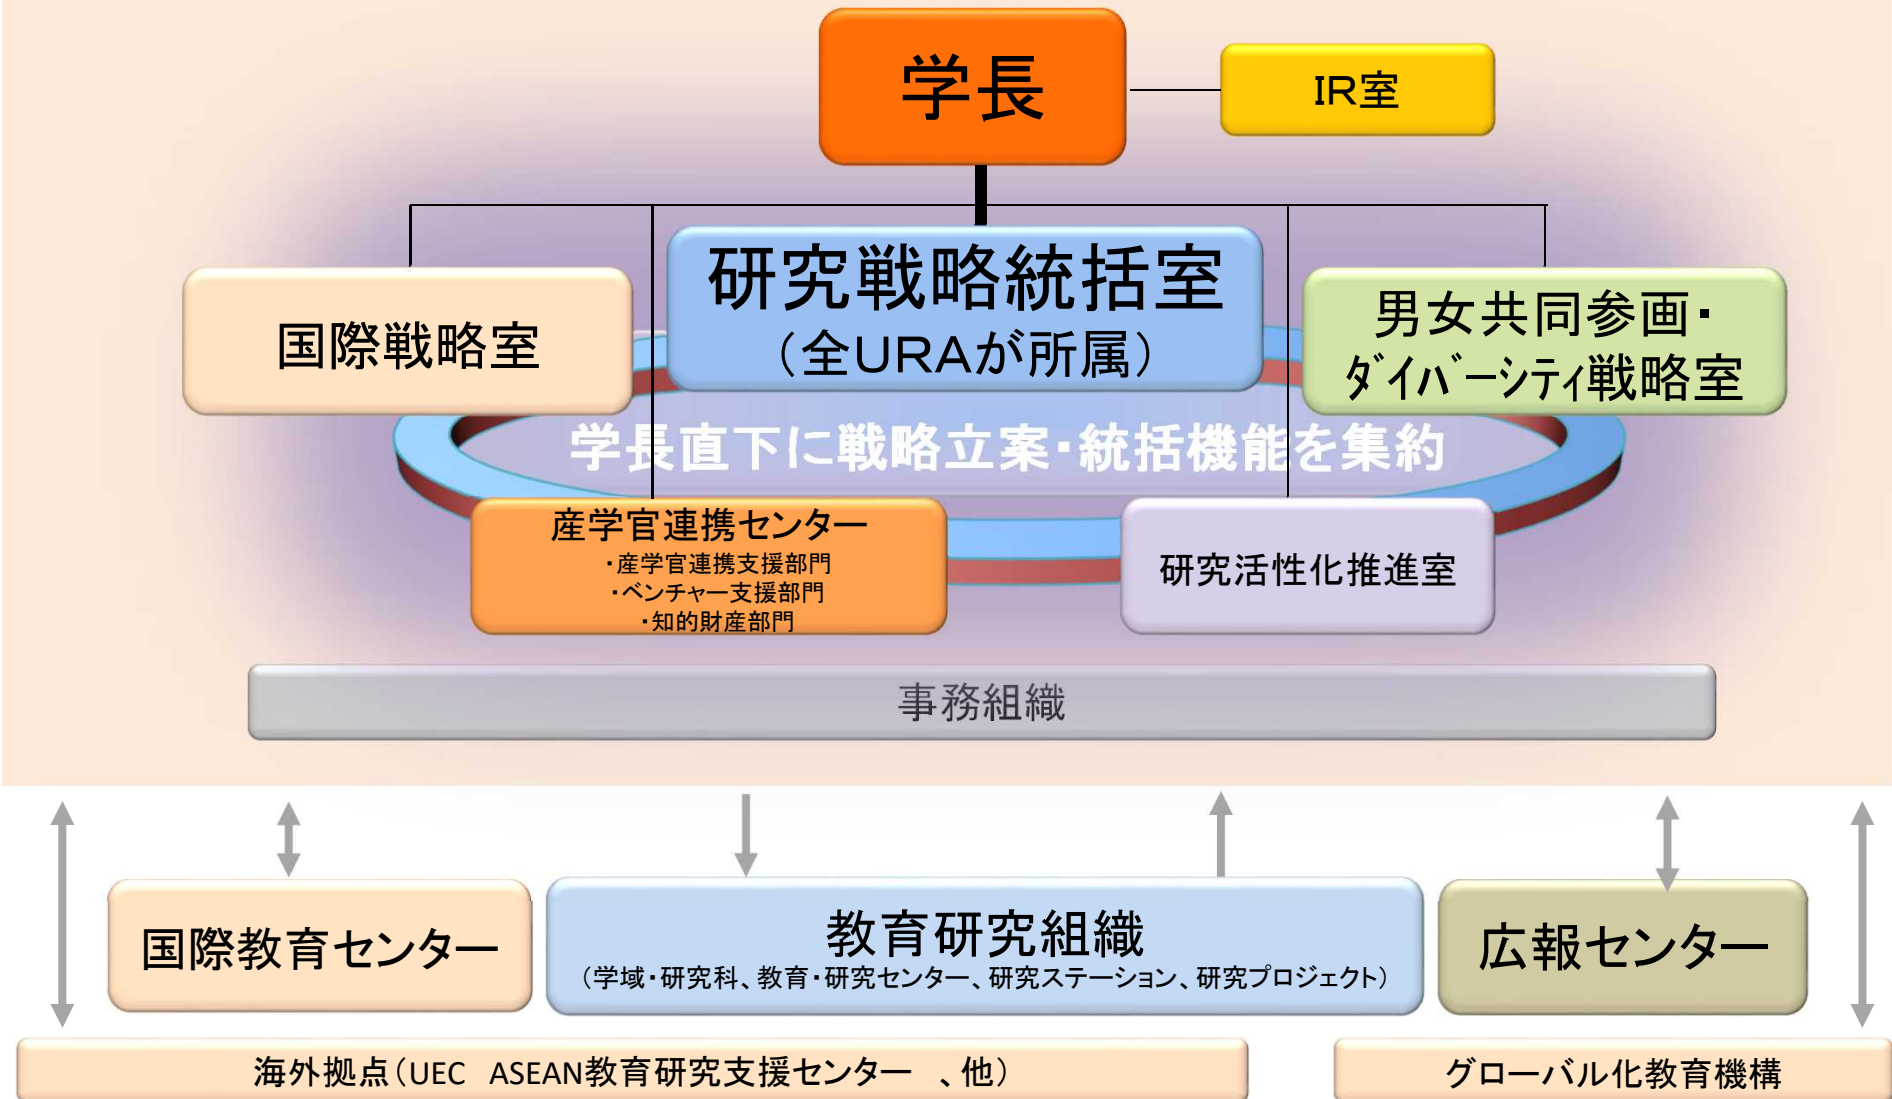 学長
IR室
研究戦略統括室
（全URAが所属）
国際戦略室
男女共同参画・
ﾀﾞｲﾊﾞｰｼﾃｨ戦略室
学長直下に戦略立案・統括機能を集約
産学官連携センター
・産学官連携支援部門
・ベンチャー支援部門
・知的財産部門
研究活性化推進室
事務組織
国際教育センター
教育研究組織
（学域・研究科、教育・研究センター、研究ステーション、研究プロジェクト）
広報センター
海外拠点（UEC　ASEAN教育研究支援センター　、他）
グローバル化教育機構